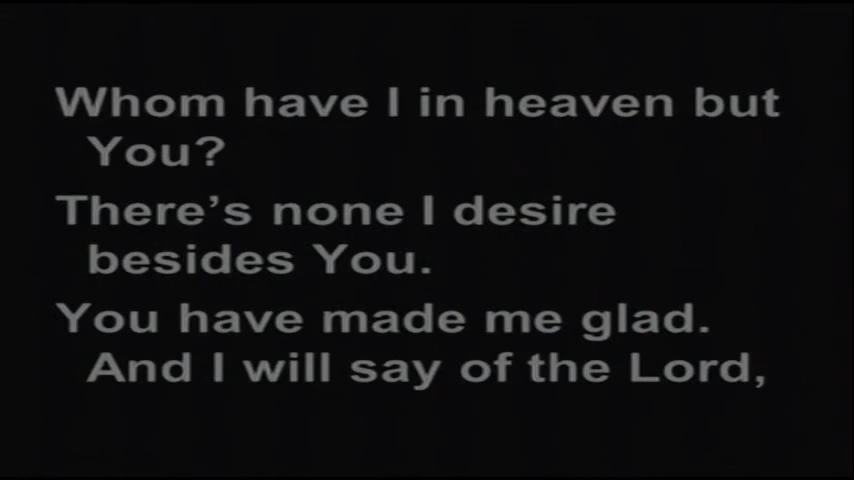 Whom have I in heaven but
You?
There’s none I desire
besides You.
You have made me glad.
And I will say of the Lord,